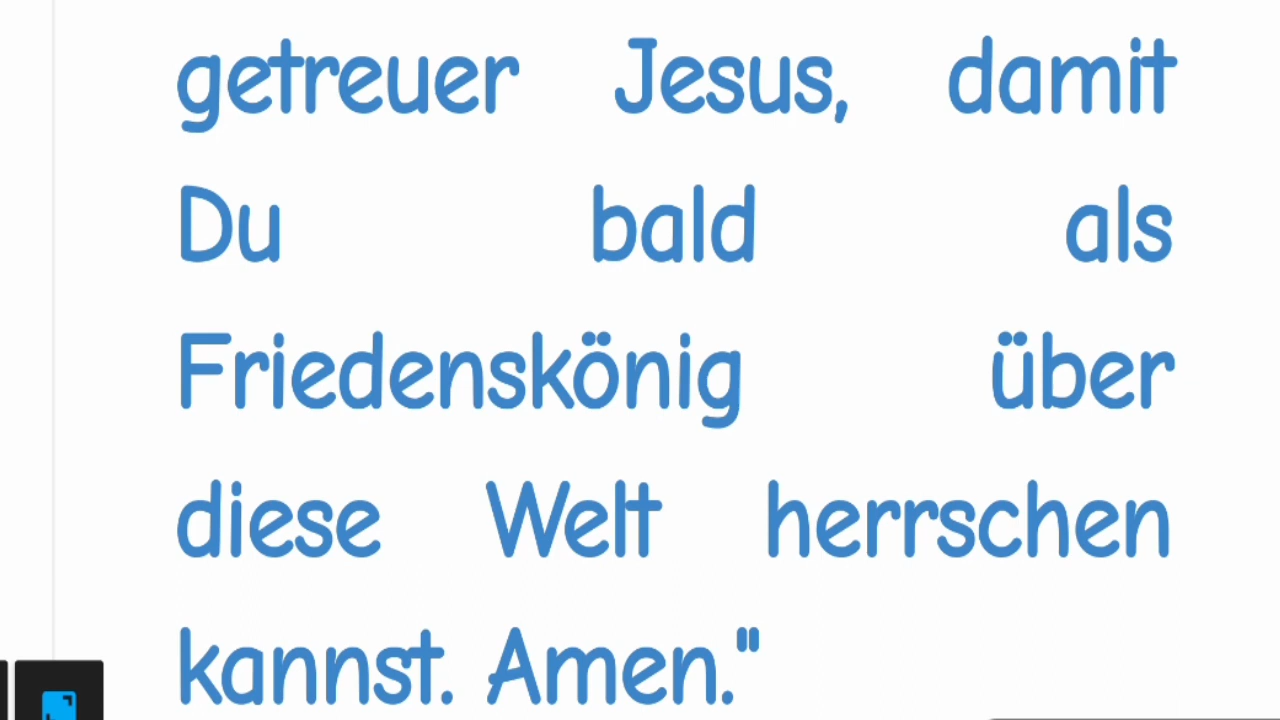 getreuer Jesus, damit
Du bald als
Friedenskönig über
diese Welt herrschen
kannst. Amen."